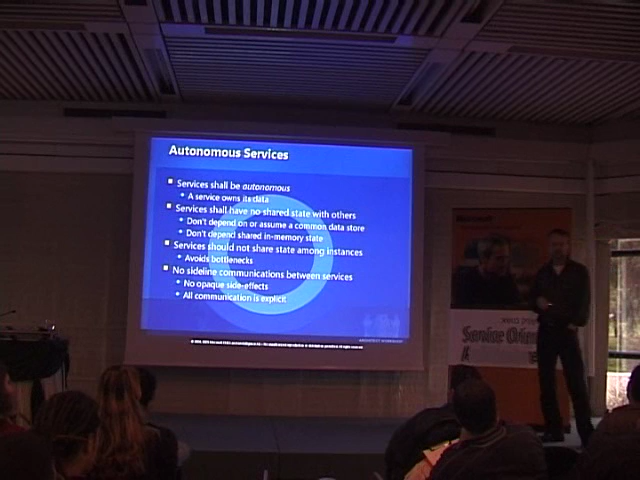 Autonomous Services
Services shall be autonomous
A service owns its data
Services shall have no shared state with others
Don't depend on or assume a common data store
Don't depend shared in-memory state
Services should not share state among instances
Avoids bottlenecks
No sideline communications between services
No opaque side-effects
All communication is explicit
Microsoft
Service Orien